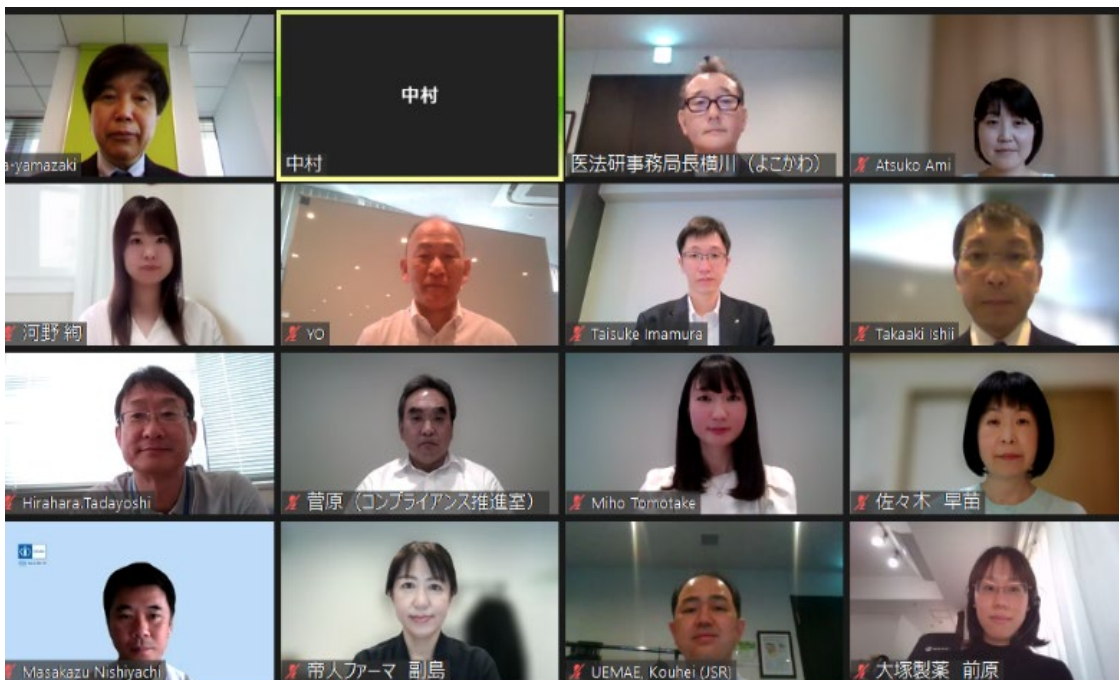 a-yamazaki
中村
中村
医法研事務局長横川（よこかわ）
Atsuko Ami
河野 絢
YO
Taisuke Imamura
Takaaki Ishii
Hirahara.Tadayoshi
菅原（コンプライアンス推進室）
Miho Tomotake
佐々木 早苗
Masakazu Nishiyachi
帝人ファーマ 副島
UEMAE, Kouhei (JSR)
大塚製薬 前原